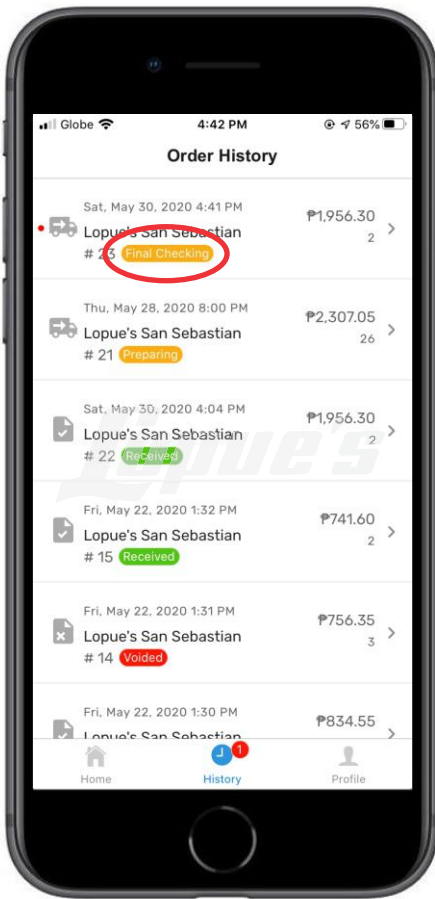 Globe 4:42 PM 56%
Order History
Sat, May 30, 2020 4:41 PM
₱1,956.30
Lopue's San Sebastian
2
# 23 Final Checking
Thu, May 28, 2020 8:00 PM
₱2,307.05
Lopue's San Sebastian
26
# 21 Preparing
Sat, May 30, 2020 4:04 PM
₱1,956.30
Lopue's San Sebastian
2
# 22 Received
Lopue's
Fri, May 22, 2020 1:32 PM
₱741.60
Lopue's San Sebastian
2
# 15 Received
Fri, May 22, 2020 1:31 PM
₱756.35
Lopue's San Sebastian
3
# 14 Voided
Fri, May 22, 2020 1:30 PM
₱834.55
Lopue's San Sebastian
1
Home History Profile